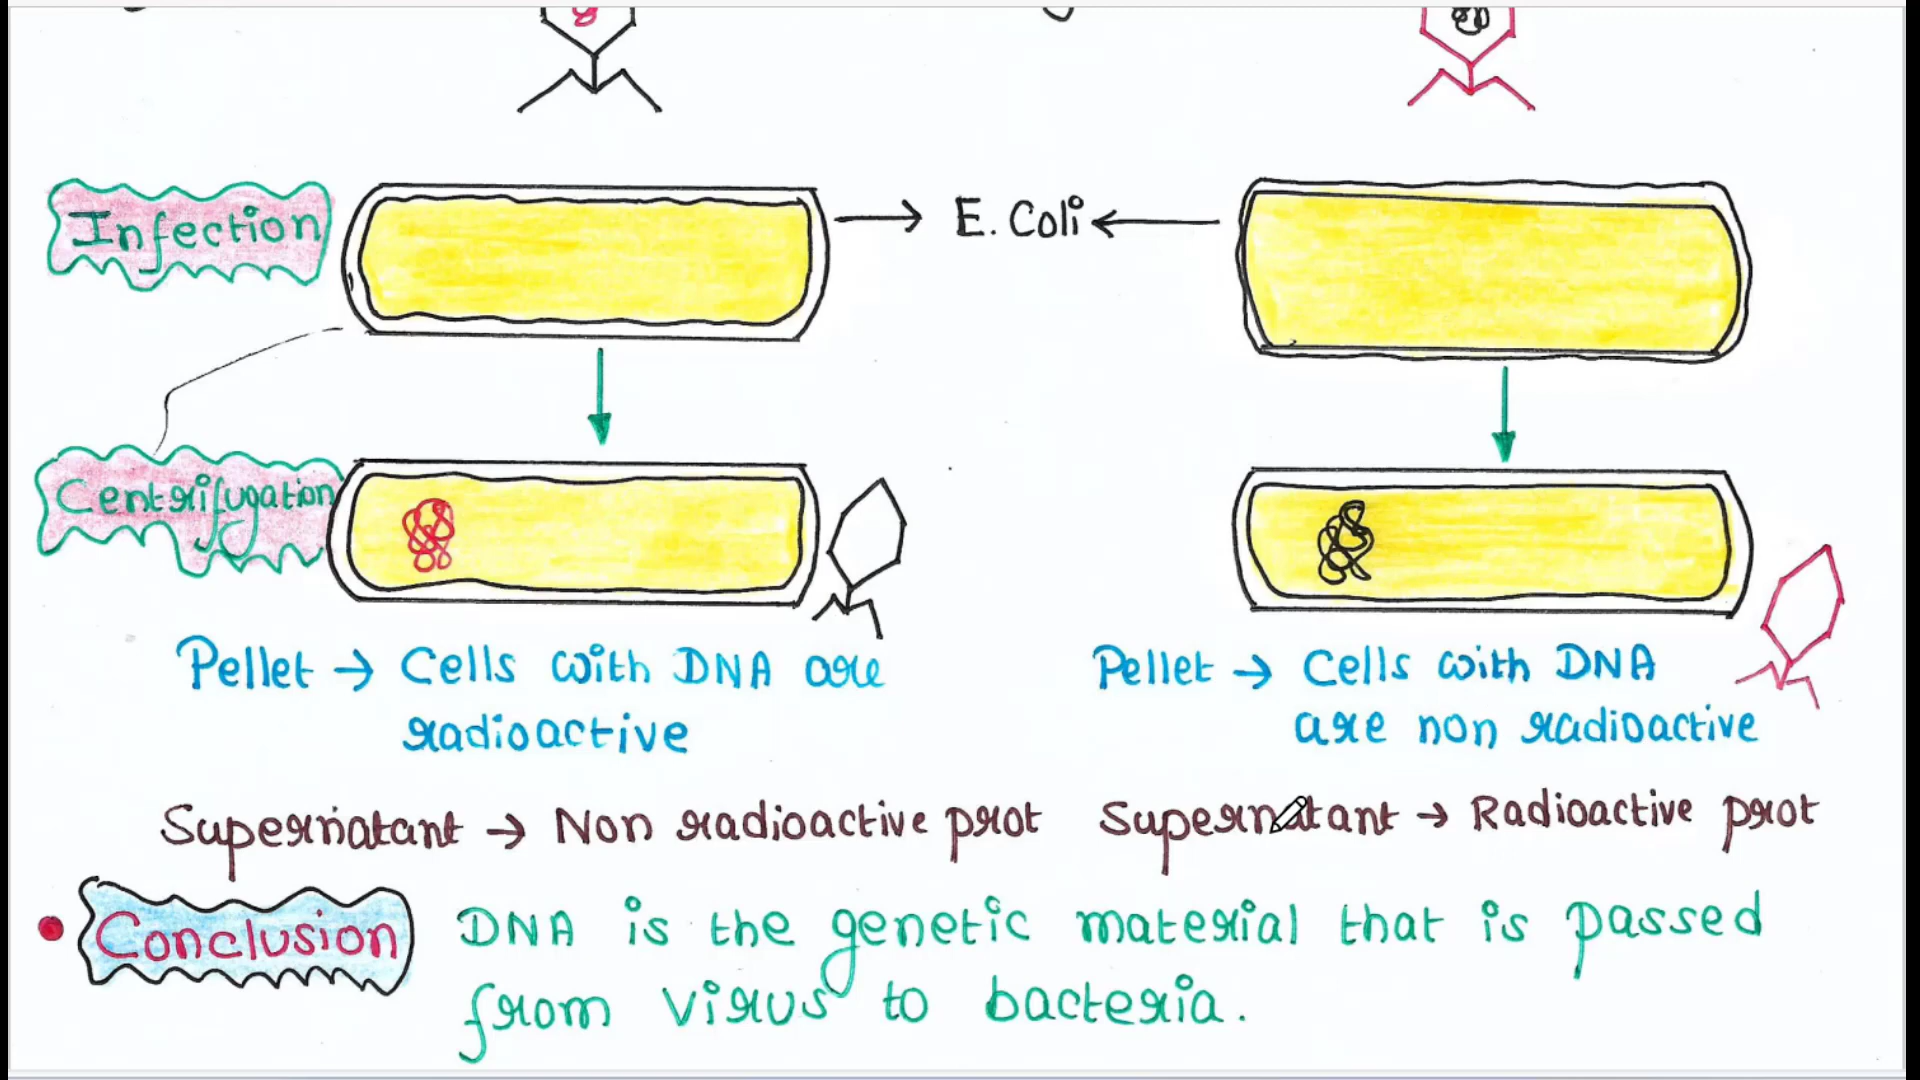 Infection
E. Coli
Centrifugation
Pellet → Cells with DNA are
radioactive
Pellet → Cells with DNA
are non radioactive
Supernatant → Non radioactive prot
Supernatant → Radioactive prot
• Conclusion DNA is the genetic material that is passed
from virus to bacteria.